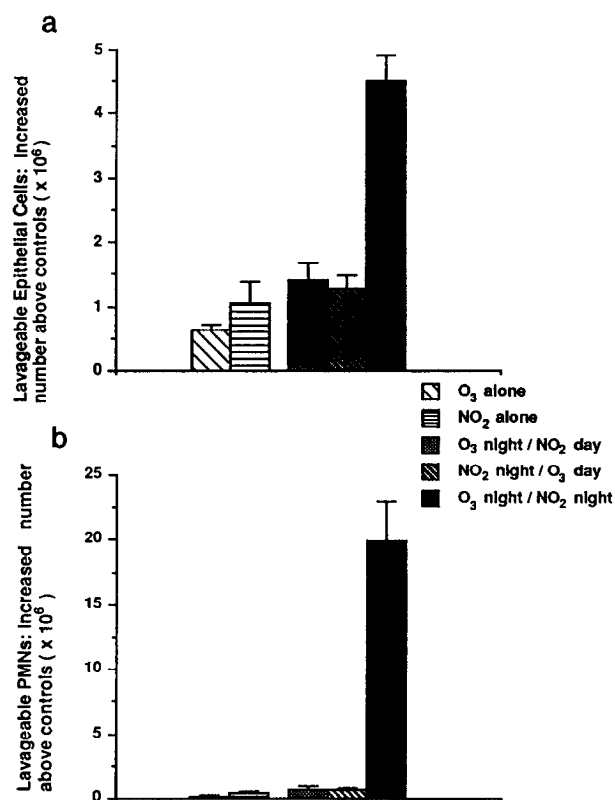 a
5
4
3
2
1
0
Lavageable Epithelial Cells: Increased
number above controls ( x 10⁶)
O₃ alone
NO₂ alone
O₃ night / NO₂ day
NO₂ night / O₃ day
O₃ night / NO₂ night
b
25
20
15
10
5
0
Lavageable PMNs: Increased number
above controls ( x 10⁶ )